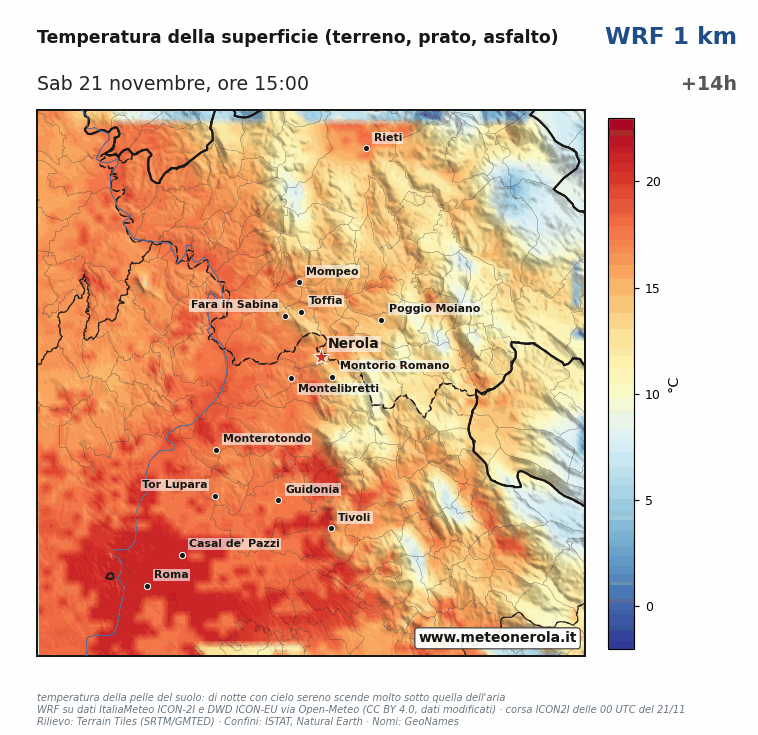 Temperatura della superficie (terreno, prato, asfalto)
WRF 1 km
Sab 21 novembre, ore 15:00
+14h
Rieti
Mompeo
Fara in Sabina
Toffia
Poggio Moiano
Nerola
Montorio Romano
Montelibretti
Monterotondo
Tor Lupara
Guidonia
Tivoli
Casal de' Pazzi
Roma
www.meteonerola.it
20
15
10
5
0
°C
temperatura della pelle del suolo: di notte con cielo sereno scende molto sotto quella dell'aria
WRF su dati ItaliaMeteo ICON-2I e DWD ICON-EU via Open-Meteo (CC BY 4.0, dati modificati) · corsa ICON2I delle 00 UTC del 21/11
Rilievo: Terrain Tiles (SRTM/GMTED) · Confini: ISTAT, Natural Earth · Nomi: GeoNames